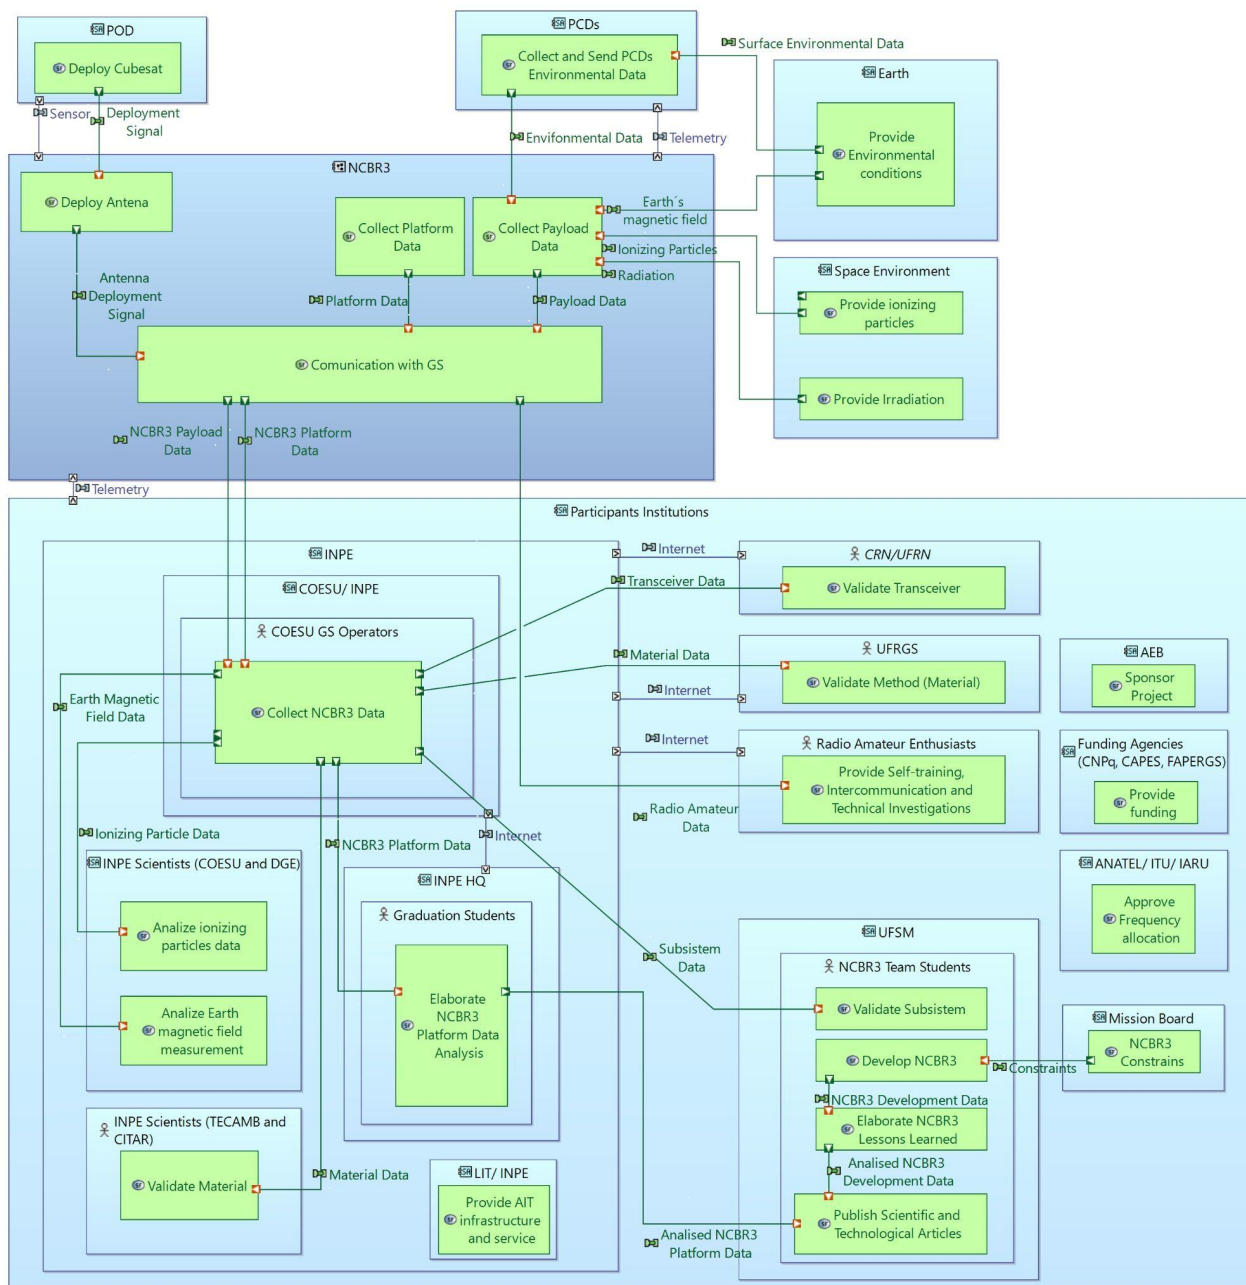 POD
Deploy Cubesat
Sensor
Deployment
Signal
PCDs
Collect and Send PCDs
Environmental Data
Surface Environmental Data
Envifonmental Data
Telemetry
Earth
Provide
Environmental
conditions
NCBR3
Deploy Antena
Collect Platform
Data
Collect Payload
Data
Earth´s
magnetic field
Ionizing Particles
Radiation
Space Environment
Provide ionizing
particles
Provide Irradiation
Antenna
Deployment
Signal
Platform Data
Payload Data
Comunication with GS
NCBR3 Payload
Data
NCBR3 Platform
Data
Telemetry
Participants Institutions
INPE
Internet
CRN/UFRN
Transceiver Data
Validate Transceiver
COESU/ INPE
COESU GS Operators
Collect NCBR3 Data
Earth Magnetic
Field Data
Material Data
Internet
UFRGS
Validate Method (Material)
AEB
Sponsor
Project
Internet
Radio Amateur Enthusiasts
Provide Self-training,
Intercommunication and
Technical Investigations
Funding Agencies
(CNPq, CAPES, FAPERGS)
Provide
funding
Radio Amateur
Data
Ionizing Particle Data
NCBR3 Platform Data
Internet
INPE Scientists (COESU and DGE)
Analize ionizing
particles data
Analize Earth
magnetic field
measurement
INPE HQ
Graduation Students
Elaborate
NCBR3
Platform Data
Analysis
ANATEL/ ITU/ IARU
Approve
Frequency
allocation
Subsistem
Data
UFSM
NCBR3 Team Students
Validate Subsistem
Develop NCBR3
Constraints
Mission Board
NCBR3
Constrains
NCBR3 Development Data
Elaborate NCBR3
Lessons Learned
Analised NCBR3
Development Data
Publish Scientific and
Technological Articles
INPE Scientists (TECAMB and
CITAR)
Validate Material
Material Data
LIT/ INPE
Provide AIT
infrastructure
and service
Analised NCBR3
Platform Data